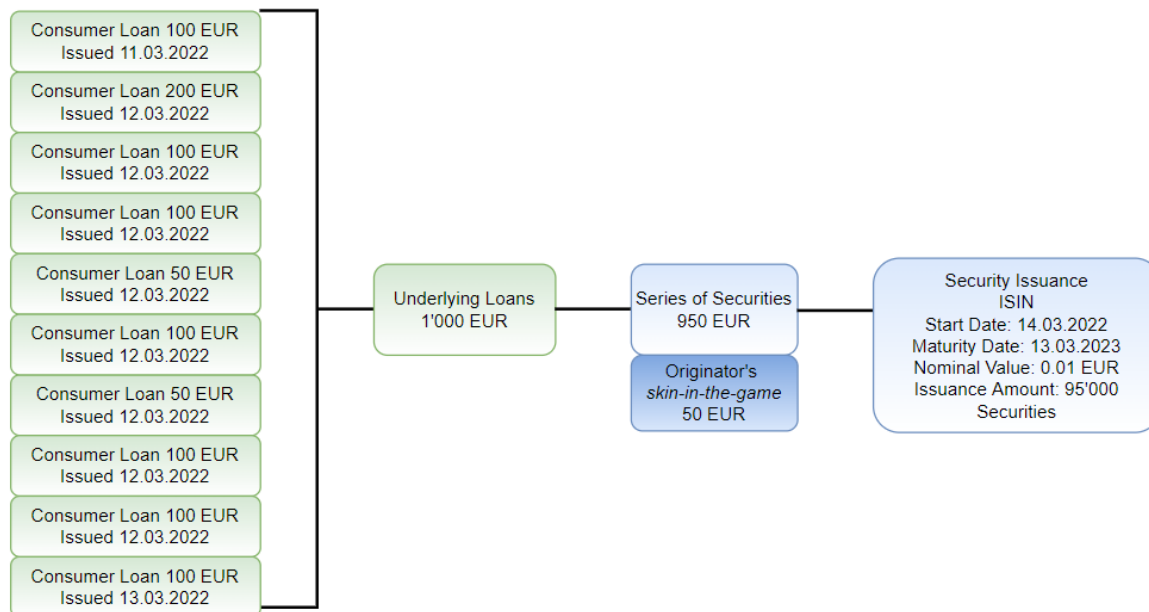 Consumer Loan 100 EUR
Issued 11.03.2022
Consumer Loan 200 EUR
Issued 12.03.2022
Consumer Loan 100 EUR
Issued 12.03.2022
Consumer Loan 100 EUR
Issued 12.03.2022
Consumer Loan 50 EUR
Issued 12.03.2022
Consumer Loan 100 EUR
Issued 12.03.2022
Consumer Loan 50 EUR
Issued 12.03.2022
Consumer Loan 100 EUR
Issued 12.03.2022
Consumer Loan 100 EUR
Issued 12.03.2022
Consumer Loan 100 EUR
Issued 13.03.2022
Underlying Loans
1'000 EUR
Series of Securities
950 EUR
Originator's
skin-in-the-game
50 EUR
Security Issuance
ISIN
Start Date: 14.03.2022
Maturity Date: 13.03.2023
Nominal Value: 0.01 EUR
Issuance Amount: 95'000
Securities